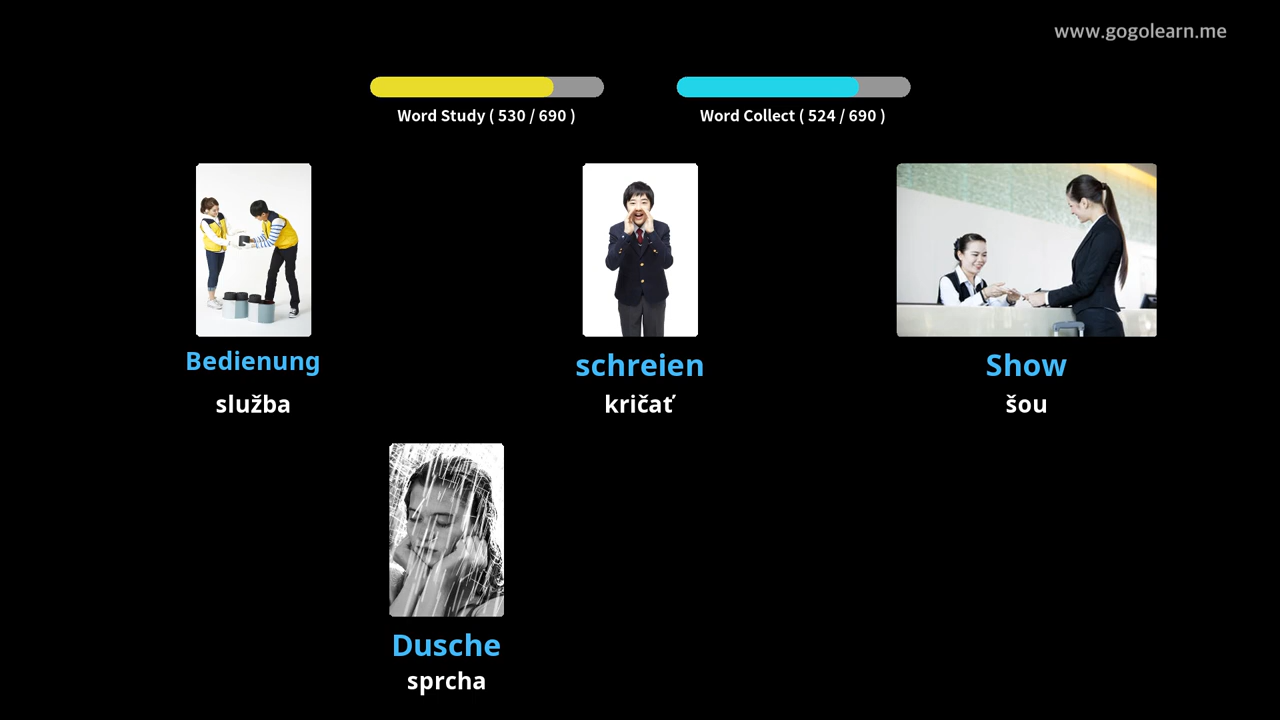 www.gogolearn.me
Word Study ( 530 / 690 )
Word Collect ( 524 / 690 )
Bedienung
služba
schreien
kričať
Show
šou
Dusche
sprcha